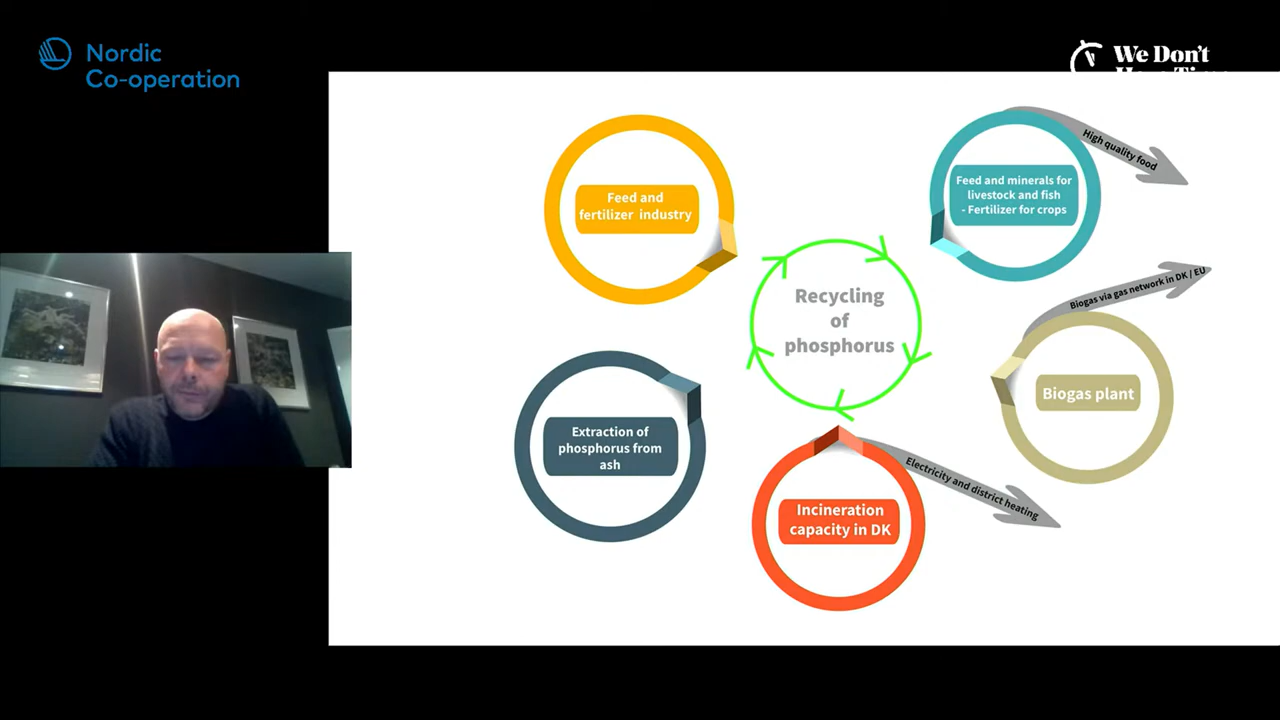 Nordic
Co-operation
We Don't
Feed and
fertilizer industry
Feed and minerals for
livestock and fish
- Fertilizer for crops
High quality food
Recycling
of
phosphorus
Biogas via gas network in DK / EU
Biogas plant
Extraction of
phosphorus from
ash
Incineration
capacity in DK
Electricity and district heating